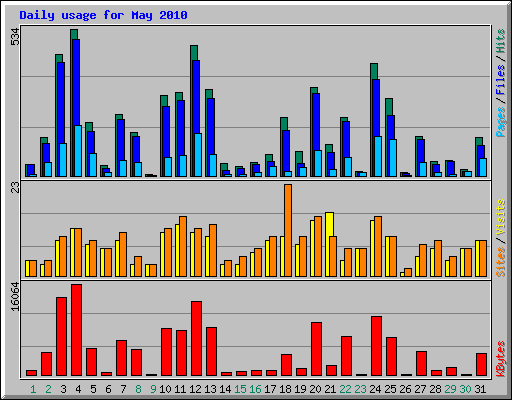 Daily usage for May 2010
534
Pages/Files/Hits
23
Sites/Visits
16064
KBytes
1 2 3 4 5 6 7 8 9 10 11 12 13 14 15 16 17 18 19 20 21 22 23 24 25 26 27 28 29 30 31